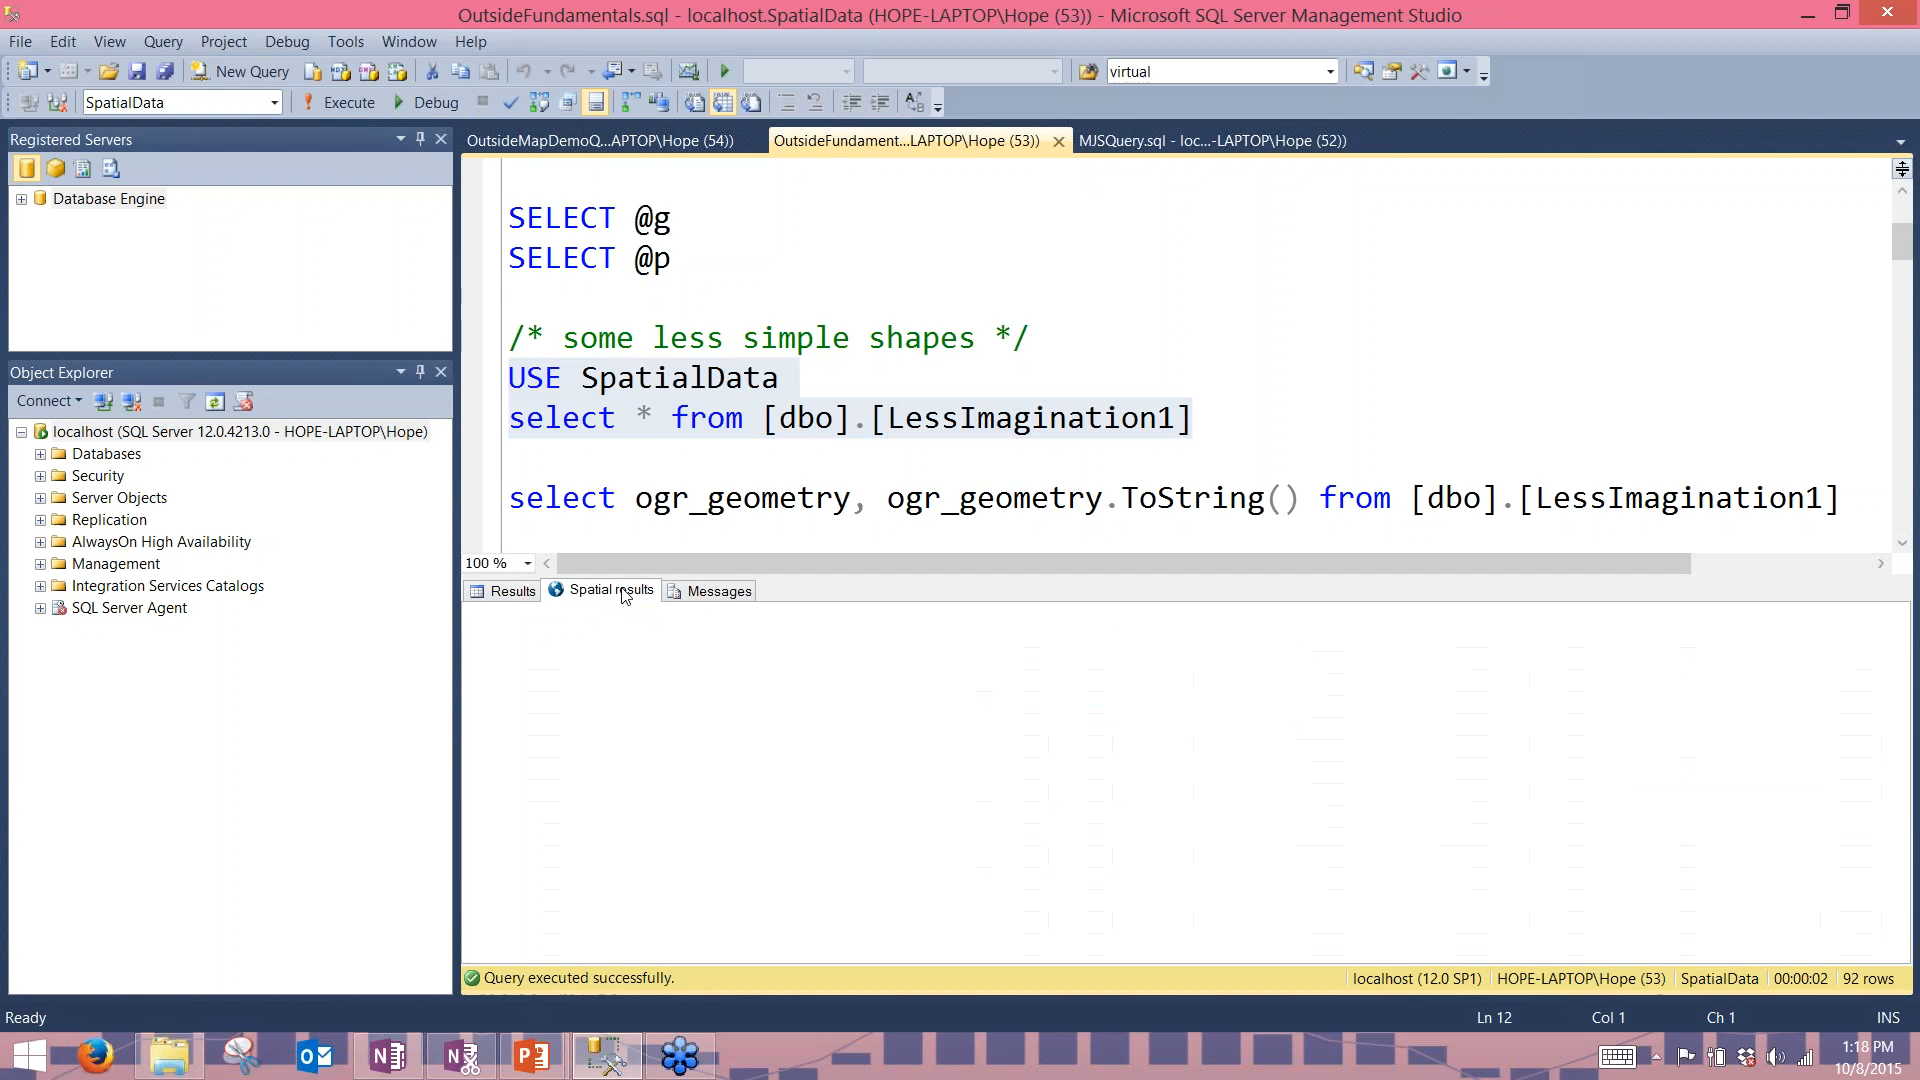 OutsideFundamentals.sql - localhost.SpatialData (HOPE-LAPTOP\Hope (53)) - Microsoft SQL Server Management Studio
File Edit View Query Project Debug Tools Window Help
New Query virtual
SpatialData Execute Debug
Registered Servers
Database Engine
Object Explorer
Connect
localhost (SQL Server 12.0.4213.0 - HOPE-LAPTOP\Hope)
Databases
Security
Server Objects
Replication
AlwaysOn High Availability
Management
Integration Services Catalogs
SQL Server Agent
OutsideMapDemoQ...APTOP\Hope (54)) OutsideFundament...LAPTOP\Hope (53)) MJSQuery.sql - loc...-LAPTOP\Hope (52))
SELECT @g
SELECT @p
/* some less simple shapes */
USE SpatialData
select * from [dbo].[LessImagination1]
select ogr_geometry, ogr_geometry.ToString() from [dbo].[LessImagination1]
100 %
Results Spatial results Messages
Query executed successfully. localhost (12.0 SP1) HOPE-LAPTOP\Hope (53) SpatialData 00:00:02 92 rows
Ready Ln 12 Col 1 Ch 1 INS
1:18 PM
10/8/2015